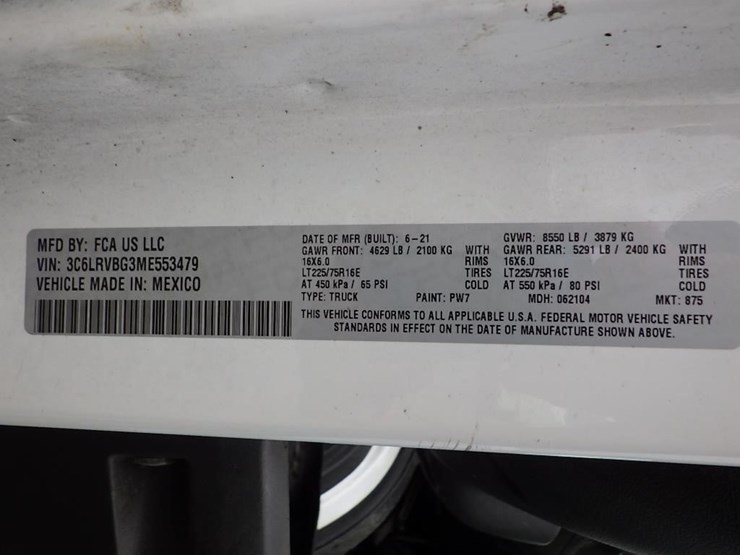 MFD BY: FCA US LLC
VIN: 3C6LRVBG3ME553479
VEHICLE MADE IN: MEXICO
DATE OF MFR (BUILT): 6-21 GVWR: 8550 LB / 3879 KG
GAWR FRONT: 4629 LB / 2100 KG WITH GAWR REAR: 5291 LB / 2400 KG WITH
16X6.0 RIMS 16X6.0 RIMS
LT225/75R16E TIRES LT225/75R16E TIRES
AT 450 kPa / 65 PSI COLD AT 550 kPa / 80 PSI COLD
TYPE: TRUCK PAINT: PW7 MDH: 062104 MKT: 875
THIS VEHICLE CONFORMS TO ALL APPLICABLE U.S.A. FEDERAL MOTOR VEHICLE SAFETY
STANDARDS IN EFFECT ON THE DATE OF MANUFACTURE SHOWN ABOVE.